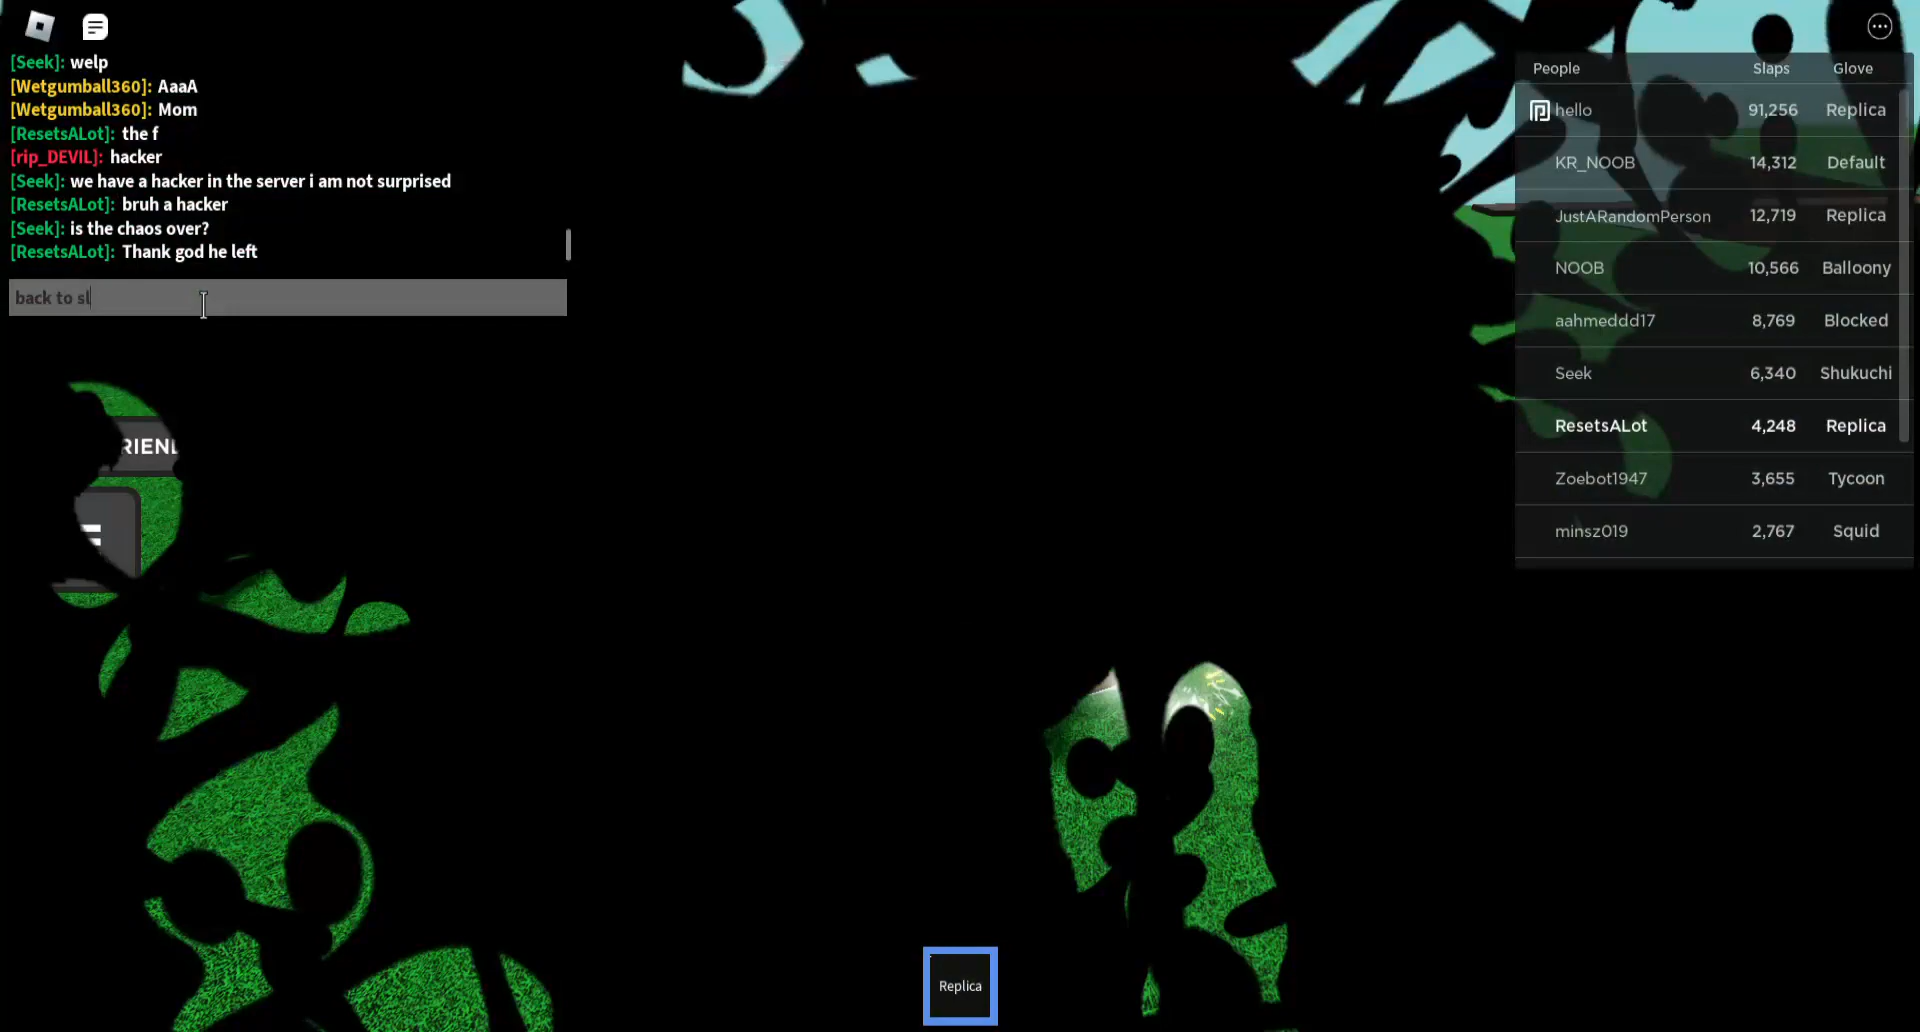 [Seek]: welp
[Wetgumball360]: AaaA
[Wetgumball360]: Mom
[ResetsALot]: the f
[rip_DEVIL]: hacker
[Seek]: we have a hacker in the server i am not surprised
[ResetsALot]: bruh a hacker
[Seek]: is the chaos over?
[ResetsALot]: Thank god he left
back to sl
People Slaps Glove
hello 91,256 Replica
KR_NOOB 14,312 Default
JustARandomPerson 12,719 Replica
NOOB 10,566 Balloony
aahmeddd17 8,769 Blocked
Seek 6,340 Shukuchi
ResetsALot 4,248 Replica
Zoebot1947 3,655 Tycoon
minsz019 2,767 Squid
Replica